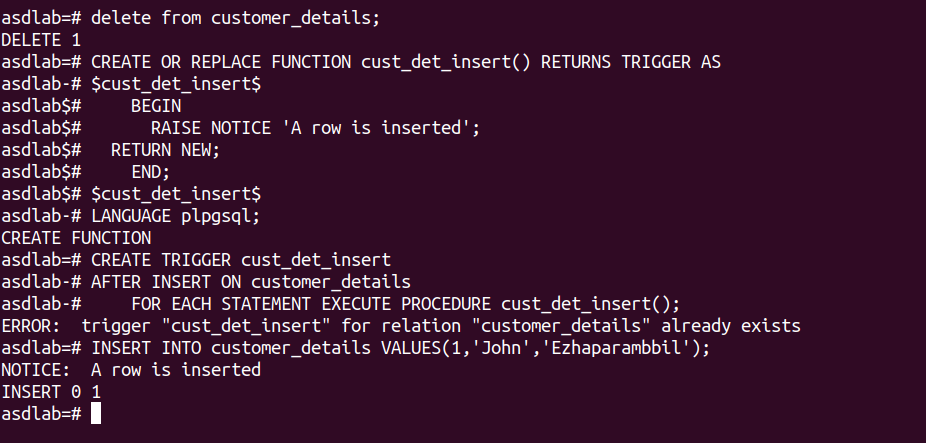 asdlab=# delete from customer_details;
DELETE 1
asdlab=# CREATE OR REPLACE FUNCTION cust_det_insert() RETURNS TRIGGER AS
asdlab-# $cust_det_insert$
asdlab$#     BEGIN
asdlab$#       RAISE NOTICE 'A row is inserted';
asdlab$#   RETURN NEW;
asdlab$#     END;
asdlab$# $cust_det_insert$
asdlab-# LANGUAGE plpgsql;
CREATE FUNCTION
asdlab=# CREATE TRIGGER cust_det_insert
asdlab-# AFTER INSERT ON customer_details
asdlab-#     FOR EACH STATEMENT EXECUTE PROCEDURE cust_det_insert();
ERROR:  trigger "cust_det_insert" for relation "customer_details" already exists
asdlab=# INSERT INTO customer_details VALUES(1,'John','Ezhaparambbil');
NOTICE:  A row is inserted
INSERT 0 1
asdlab=#